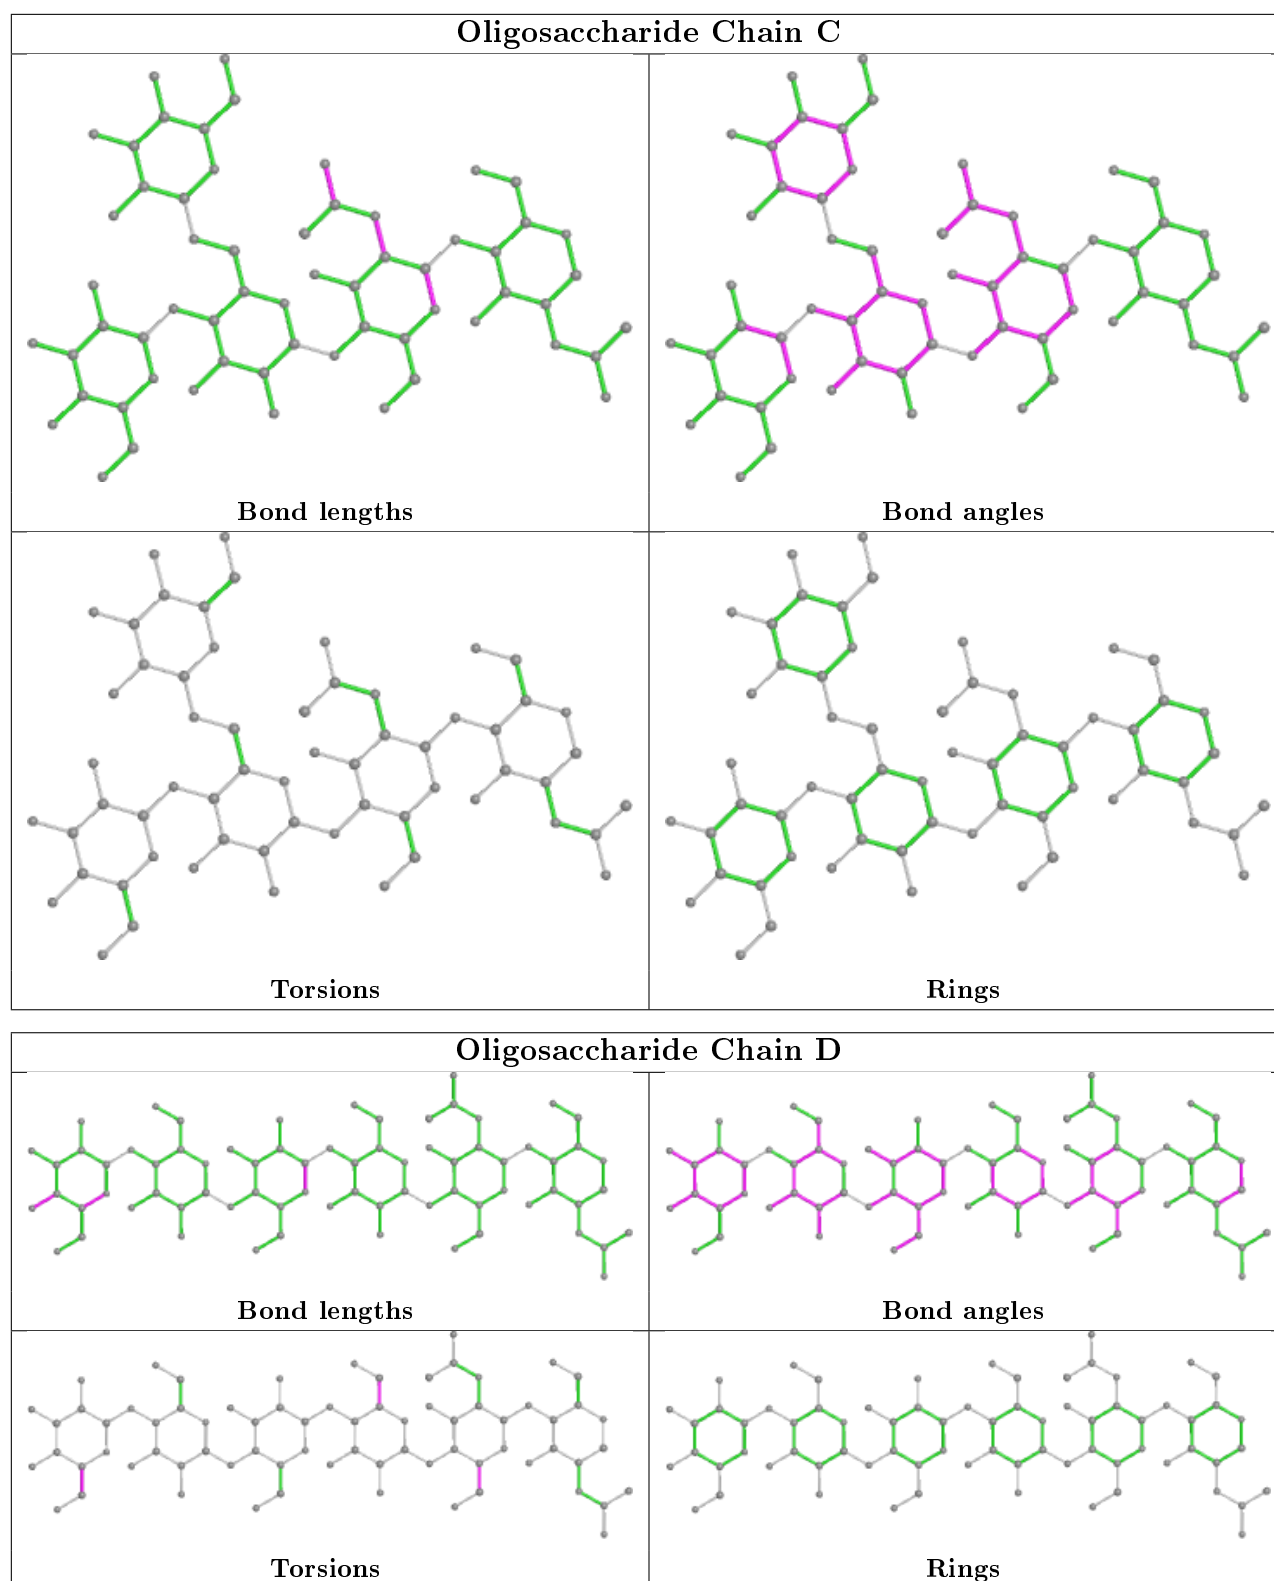 Oligosaccharide Chain C
Bond lengths
Bond angles
Torsions
Rings
Oligosaccharide Chain D
Bond lengths
Bond angles
Torsions
Rings